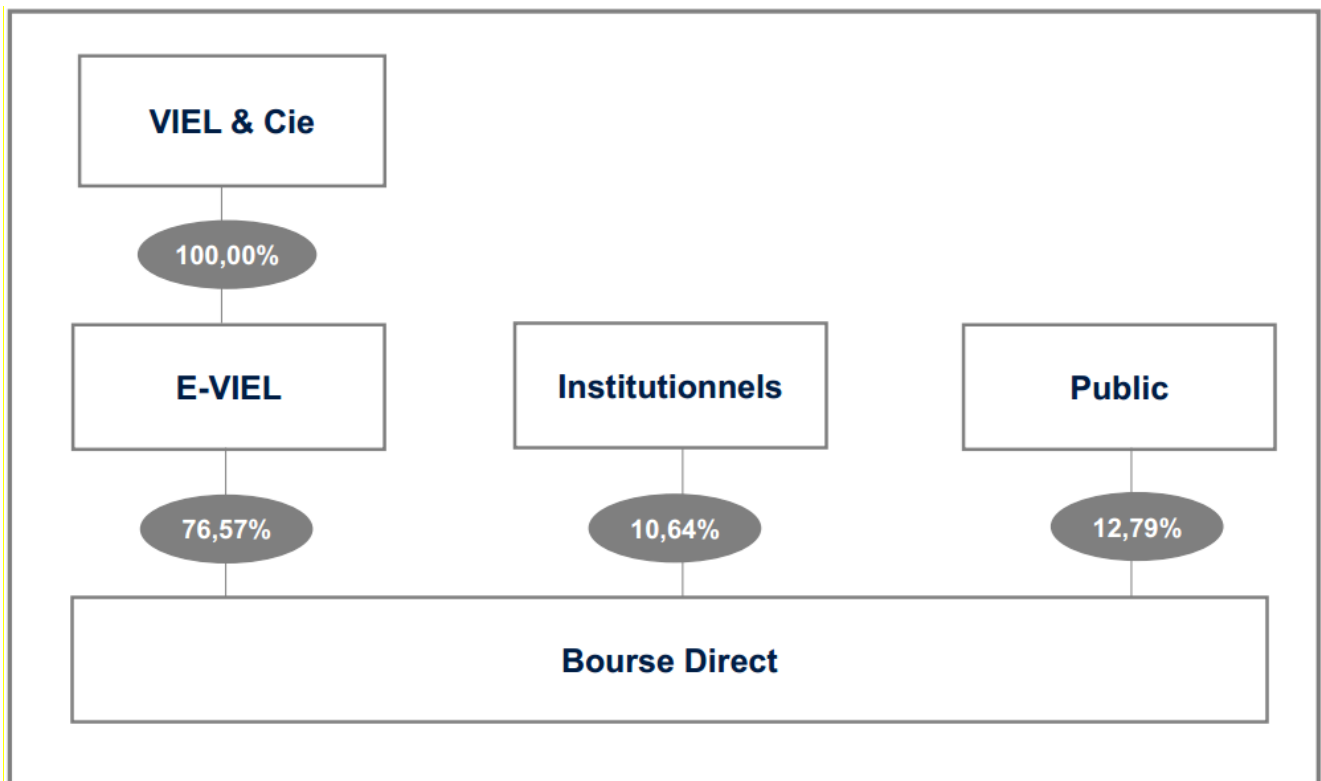 VIEL & Cie
100,00%
E-VIEL
Institutionnels
Public
76,57%
10,64%
12,79%
Bourse Direct